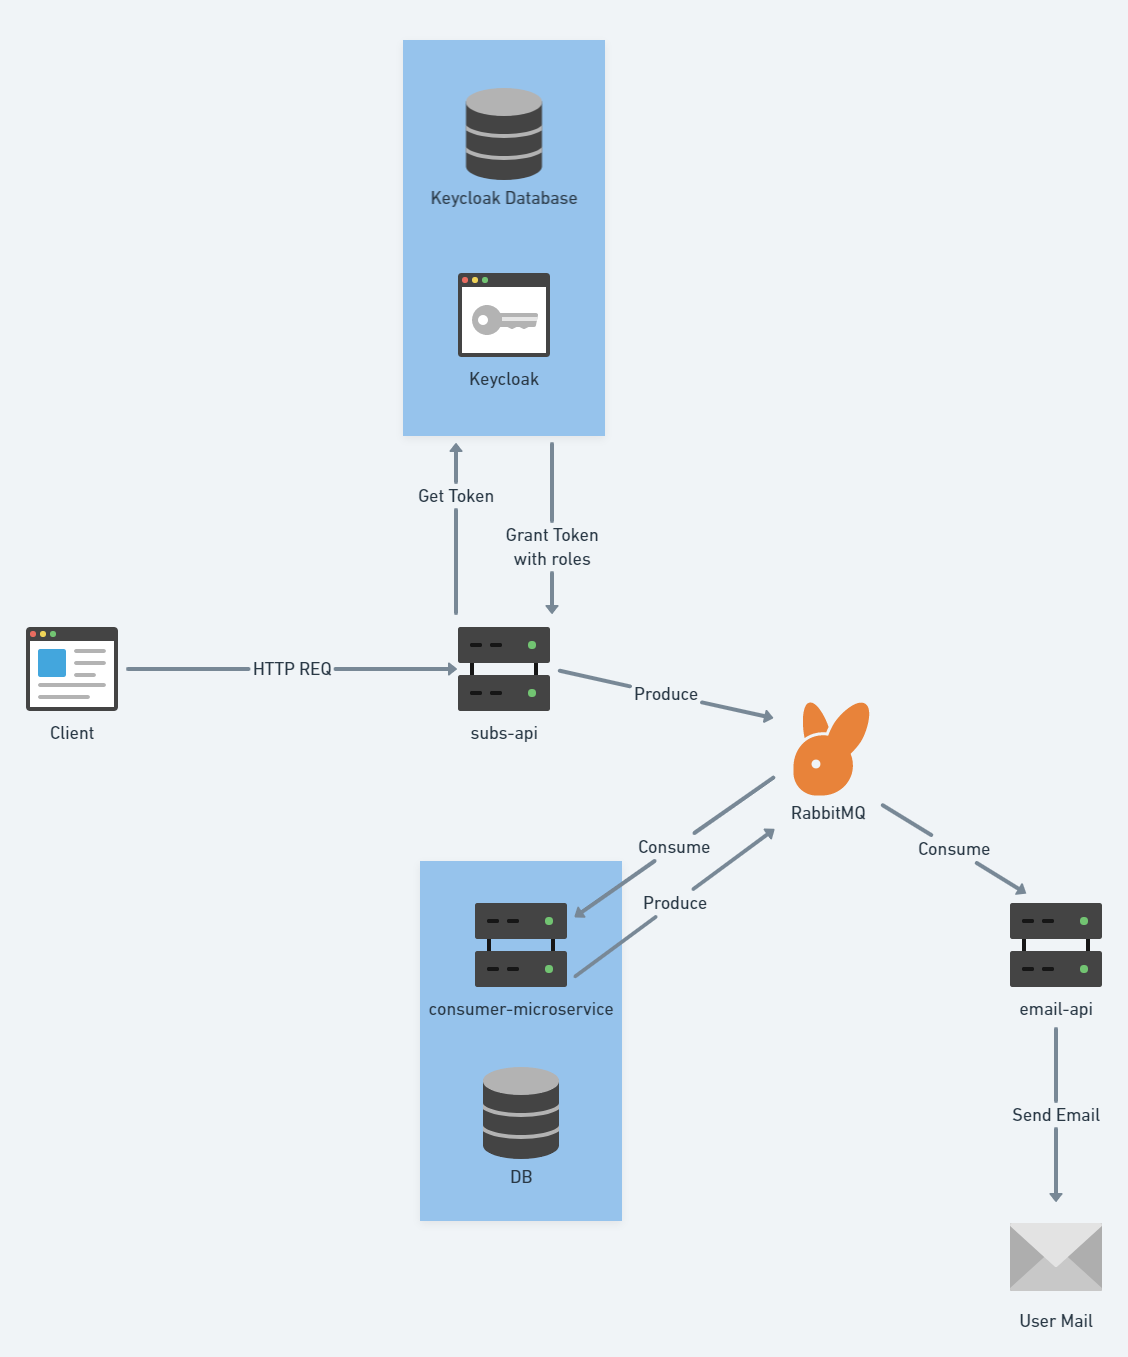 Keycloak Database
Keycloak
Get Token
Grant Token
with roles
HTTP REQ
Client
subs-api
Produce
RabbitMQ
Consume
Consume
Produce
consumer-microservice
email-api
Send Email
DB
User Mail